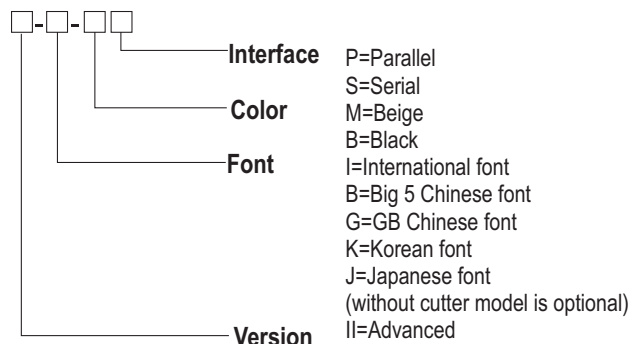 Interface P=Parallel
S=Serial
Color M=Beige
B=Black
Font I=International font
B=Big 5 Chinese font
G=GB Chinese font
K=Korean font
J=Japanese font
(without cutter model is optional)
Version II=Advanced